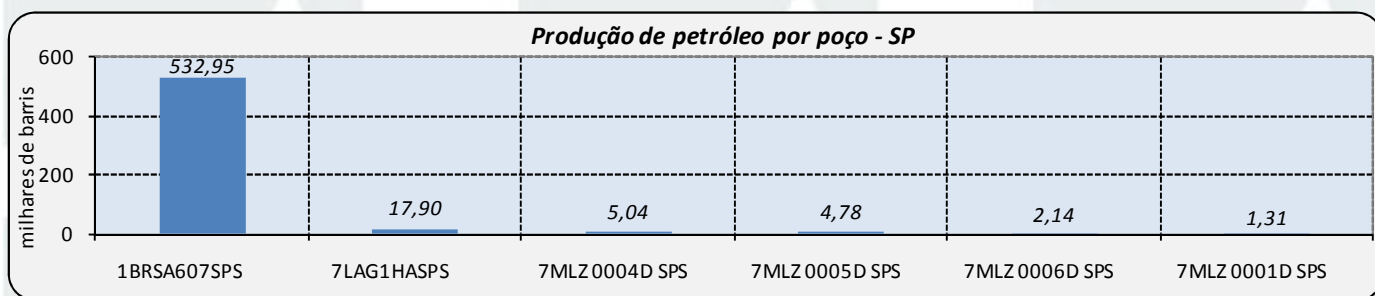 Produção de petróleo por poço - SP
milhares de barris
600
400
200
0
532,95
17,90
5,04
4,78
2,14
1,31
1BRSA607SPS
7LAG1HASPS
7MLZ 0004D SPS
7MLZ 0005D SPS
7MLZ 0006D SPS
7MLZ 0001D SPS